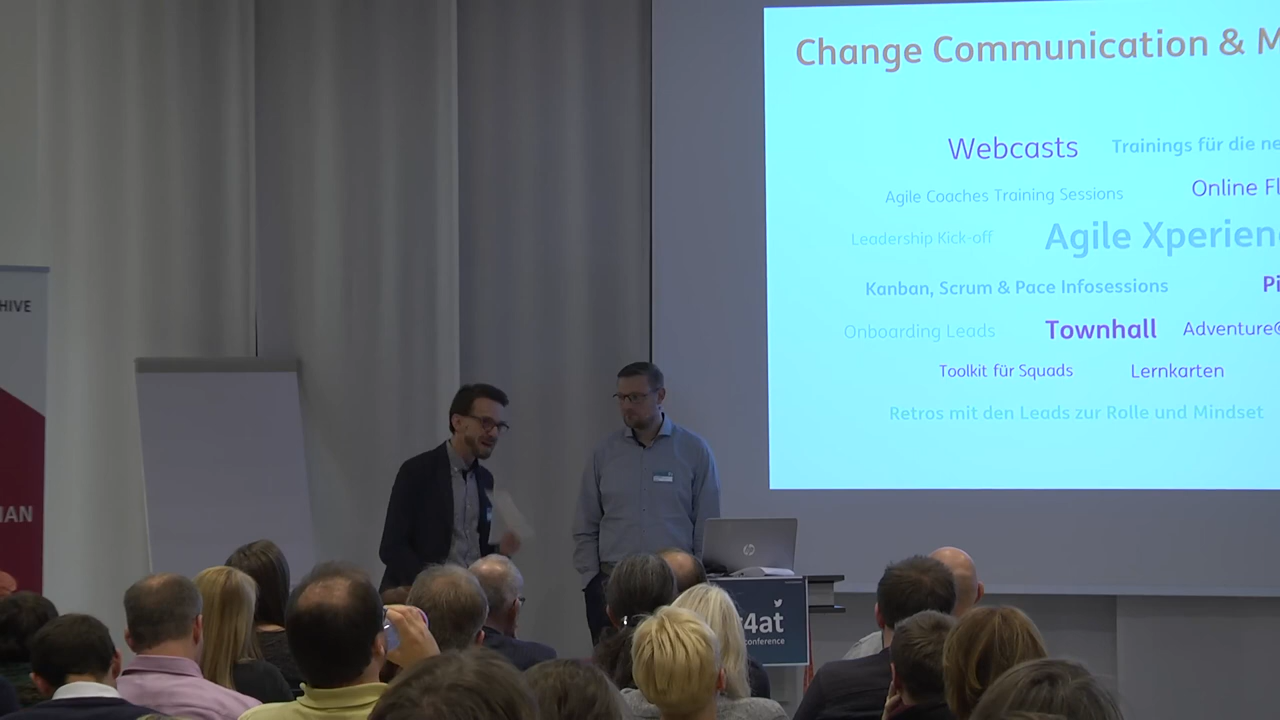 Change Communication & M
Webcasts
Trainings für die ne
Agile Coaches Training Sessions
Online Fl
Leadership Kick-off
Agile Xperien
Kanban, Scrum & Pace Infosessions
Pi
Onboarding Leads
Townhall
Adventure
Toolkit für Squads
Lernkarten
Retros mit den Leads zur Rolle und Mindset
HIVE
IAN
hp
4at
conference